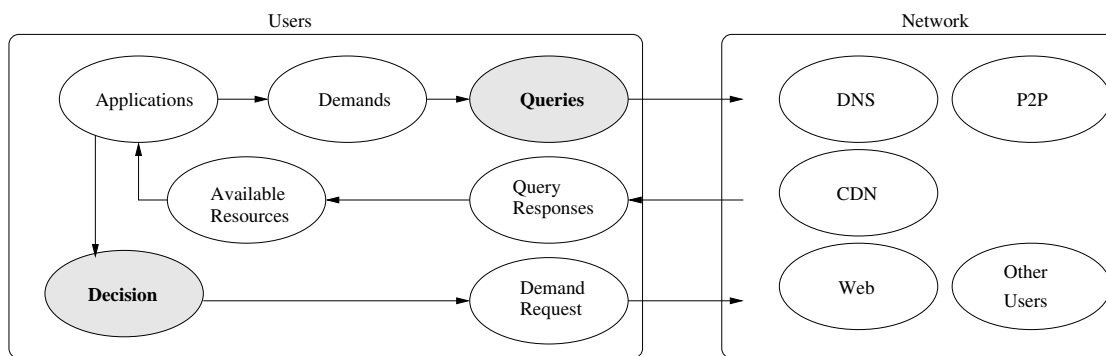 Users
Network
Applications
Demands
Queries
DNS
P2P
Available
Resources
Query
Responses
CDN
Decision
Demand
Request
Web
Other
Users